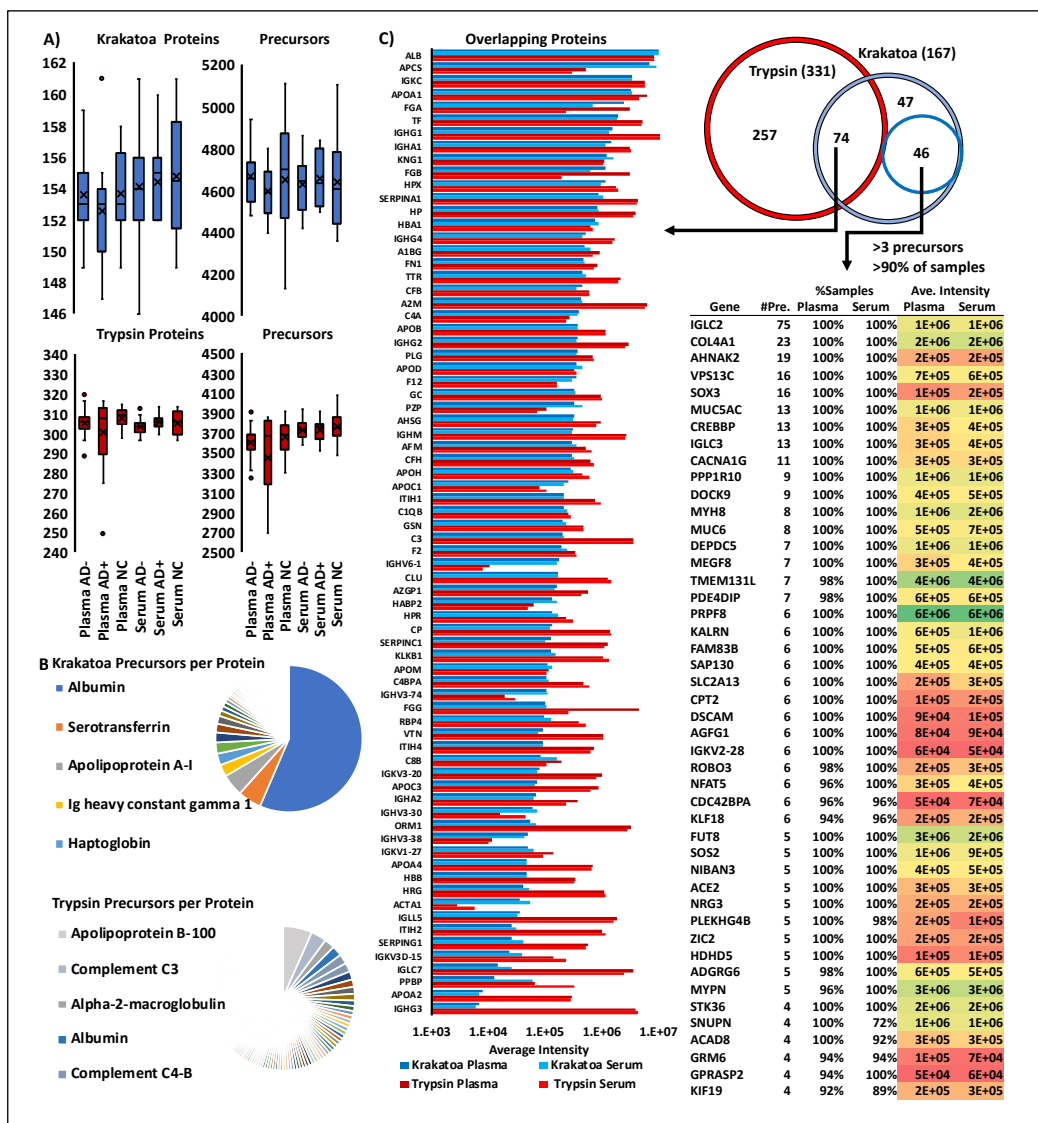 A)
Krakatoa Proteins
Precursors
162
160
158
156
154
152
150
148
146
5200
5000
4800
4600
4400
4200
4000
Trypsin Proteins
Precursors
340
330
320
310
300
290
280
270
260
250
240
4500
4300
4100
3900
3700
3500
3300
3100
2900
2700
2500
Plasma AD-
Plasma AD+
Plasma NC
Serum AD-
Serum AD+
Serum NC
Plasma AD-
Plasma AD+
Plasma NC
Serum AD-
Serum AD+
Serum NC
B Krakatoa Precursors per Protein
Albumin
Serotransferrin
Apolipoprotein A-I
Ig heavy constant gamma 1
Haptoglobin
Trypsin Precursors per Protein
Apolipoprotein B-100
Complement C3
Alpha-2-macroglobulin
Albumin
Complement C4-B
C)
Overlapping Proteins
ALB
APCS
IGKC
APOA1
FGA
TF
IGHG1
IGHA1
KNG1
FGB
HPX
SERPINA1
HP
HBA1
IGHG4
A1BG
FN1
TTR
CFB
A2M
C4A
APOB
IGHG2
PLG
APOD
F12
GC
PZP
AHSG
IGHM
AFM
CFH
APOH
APOC1
ITIH1
C1QB
GSN
C3
F2
IGHV6-1
CLU
AZGP1
HABP2
HPR
CP
SERPINC1
KLKB1
APOM
C4BPA
IGHV3-74
FGG
RBP4
VTN
ITIH4
C8B
IGKV3-20
APOC3
IGHA2
IGHV3-30
ORM1
IGHV3-38
IGKV1-27
APOA4
HBB
HRG
ACTA1
IGLL5
ITIH2
SERPING1
IGKV3D-15
IGLC7
PPBP
APOA2
IGHG3
1.E+03 1.E+04 1.E+05 1.E+06 1.E+07
Average Intensity
Krakatoa Plasma Krakatoa Serum
Trypsin Plasma Trypsin Serum
Krakatoa (167)
Trypsin (331)
47
257
74
46
>3 precursors
>90% of samples
%Samples Ave. Intensity
Gene #Pre. Plasma Serum Plasma Serum
IGLC2 75 100% 100% 1E+06 1E+06
COL4A1 23 100% 100% 2E+06 2E+06
AHNAK2 19 100% 100% 2E+05 2E+05
VPS13C 16 100% 100% 7E+05 6E+05
SOX3 16 100% 100% 1E+05 2E+05
MUC5AC 13 100% 100% 1E+06 1E+06
CREBBP 13 100% 100% 3E+05 4E+05
IGLC3 13 100% 100% 4E+05 4E+05
CACNA1G 11 100% 100% 3E+05 3E+05
PPP1R10 9 100% 100% 1E+06 1E+06
DOCK9 9 100% 100% 4E+05 5E+05
MYH8 8 100% 100% 1E+06 2E+06
MUC6 8 100% 100% 5E+05 7E+05
DEPDC5 7 100% 100% 1E+06 1E+06
MEGF8 7 100% 100% 3E+05 4E+05
TMEM131L 7 98% 100% 4E+06 4E+06
PDE4DIP 7 98% 100% 6E+05 6E+05
PRPF8 6 100% 100% 6E+06 6E+06
KALRN 6 100% 100% 6E+05 1E+06
FAM83B 6 100% 100% 5E+05 6E+05
SAP130 6 100% 100% 4E+05 4E+05
SLC2A13 6 100% 100% 2E+05 3E+05
CPT2 6 100% 100% 1E+05 2E+05
DSCAM 6 100% 100% 9E+04 1E+05
AGFG1 6 100% 100% 8E+04 9E+04
IGKV2-28 6 100% 100% 6E+04 5E+04
ROBO3 6 98% 100% 2E+05 3E+05
NFAT5 6 96% 100% 3E+05 4E+05
CDC42BPA 6 96% 96% 5E+04 7E+04
KLF18 6 94% 96% 2E+05 2E+05
FUT8 5 100% 100% 3E+06 2E+06
SOS2 5 100% 100% 1E+06 9E+05
NIBAN3 5 100% 100% 4E+05 5E+05
ACE2 5 100% 100% 3E+05 3E+05
NRG3 5 100% 100% 2E+05 2E+05
PLEKHG4B 5 100% 98% 2E+05 1E+05
ZIC2 5 100% 100% 2E+05 2E+05
HDHD5 5 100% 100% 1E+05 1E+05
ADGRG6 5 98% 100% 6E+05 5E+05
MYPN 5 96% 100% 3E+06 3E+06
STK36 4 100% 100% 2E+06 2E+06
SNUPN 4 100% 72% 1E+06 1E+06
ACAD8 4 100% 92% 3E+05 3E+05
GRM6 4 94% 94% 1E+05 7E+04
GPRASP2 4 94% 100% 5E+04 6E+04
KIF19 4 92% 89% 2E+05 3E+05